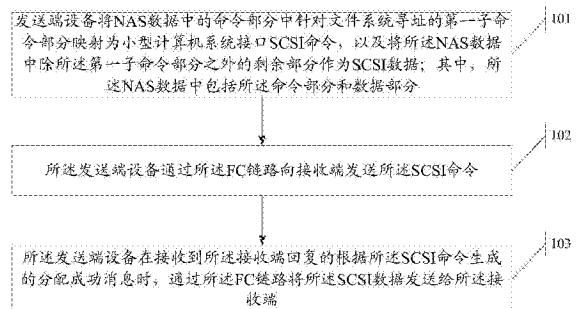 发送端设备将NAS数据中的命令部分中针对文件系统寻址的第一子命
令部分映射为小型计算机系统接口SCSI命令，以及将所述NAS数据
中除所述第一子命令部分之外的剩余部分作为SCSI数据；其中，所
述NAS数据中包括所述命令部分和数据部分
101
所述发送端设备通过所述FC链路向接收端发送所述SCSI命令
102
所述发送端设备在接收到所述接收端回复的根据所述SCSI命令生成
的分配成功消息时，通过所述FC链路将所述SCSI数据发送给所述接
收端
103